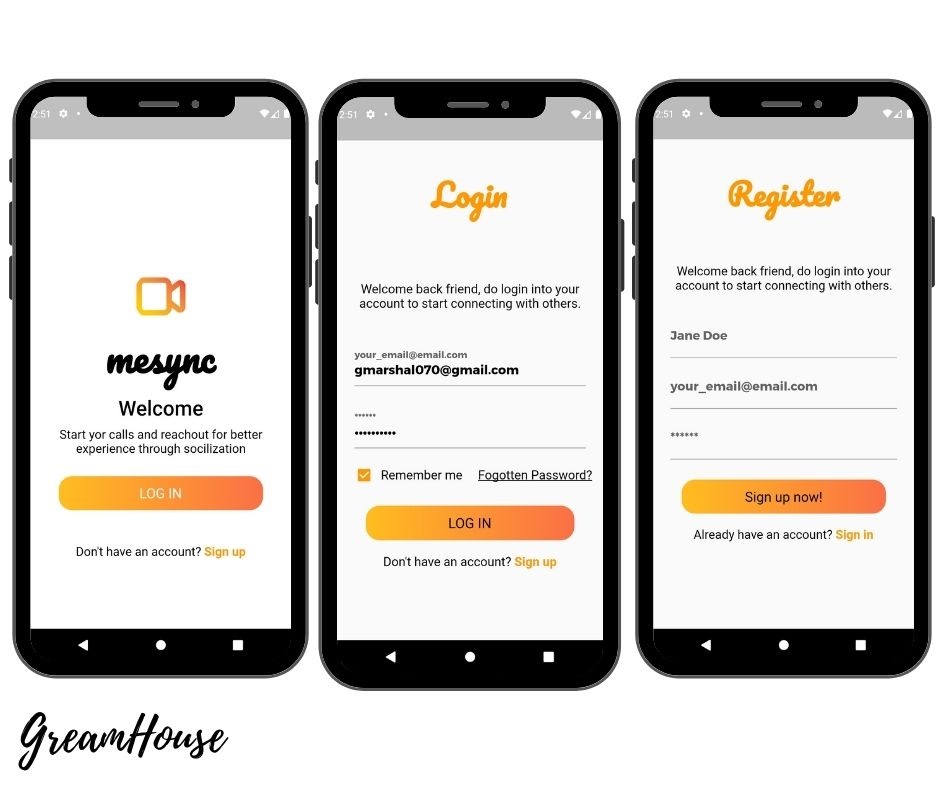 2:51
mesync
Welcome
Start yor calls and reachout for better
experience through socilization
LOG IN
Don't have an account? Sign up
2:51
Login
Welcome back friend, do login into your
account to start connecting with others.
your_email@email.com
gmarshal070@gmail.com
••••••
••••••••••
Remember me Fogotten Password?
LOG IN
Don't have an account? Sign up
2:51
Register
Welcome back friend, do login into your
account to start connecting with others.
Jane Doe
your_email@email.com
******
Sign up now!
Already have an account? Sign in
GreamHouse